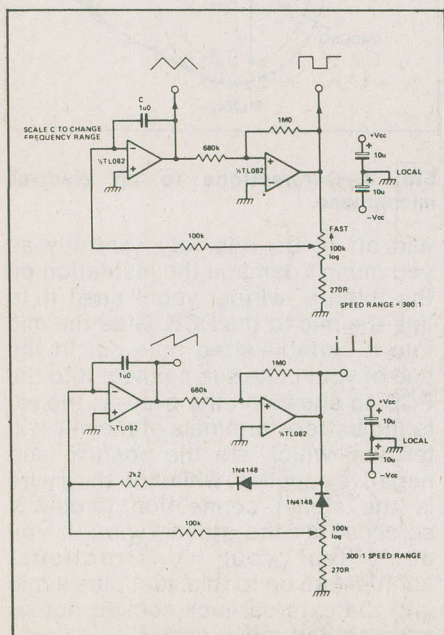 C
1u0
SCALE C TO CHANGE
FREQUENCY RANGE
½TL082
680k
1M0
½TL082
+Vcc
10u
LOCAL
10u
-Vcc
100k
FAST
100k
log
270R
SPEED RANGE = 300:1
1u0
½TL082
680k
1M0
½TL082
+Vcc
10u
LOCAL
10u
-Vcc
2k2
1N4148
1N4148
100k
100k
log
270R
300:1 SPEED RANGE